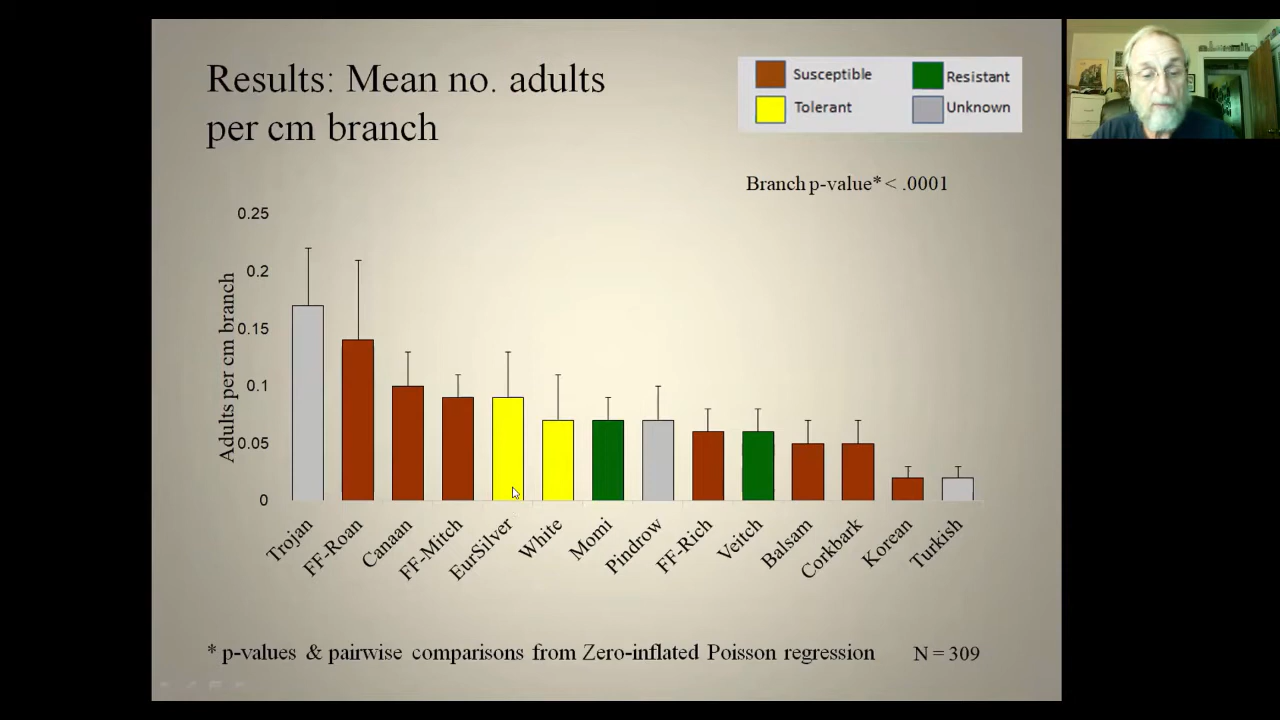 Results: Mean no. adults
per cm branch
Susceptible
Resistant
Tolerant
Unknown
Branch p-value* < .0001
Adults per cm branch
0.25
0.2
0.15
0.1
0.05
0
Trojan
FF-Roan
Canaan
FF-Mitch
EurSilver
White
Momi
Pindrow
FF-Rich
Veitch
Balsam
Corkbark
Korean
Turkish
* p-values & pairwise comparisons from Zero-inflated Poisson regression
N = 309